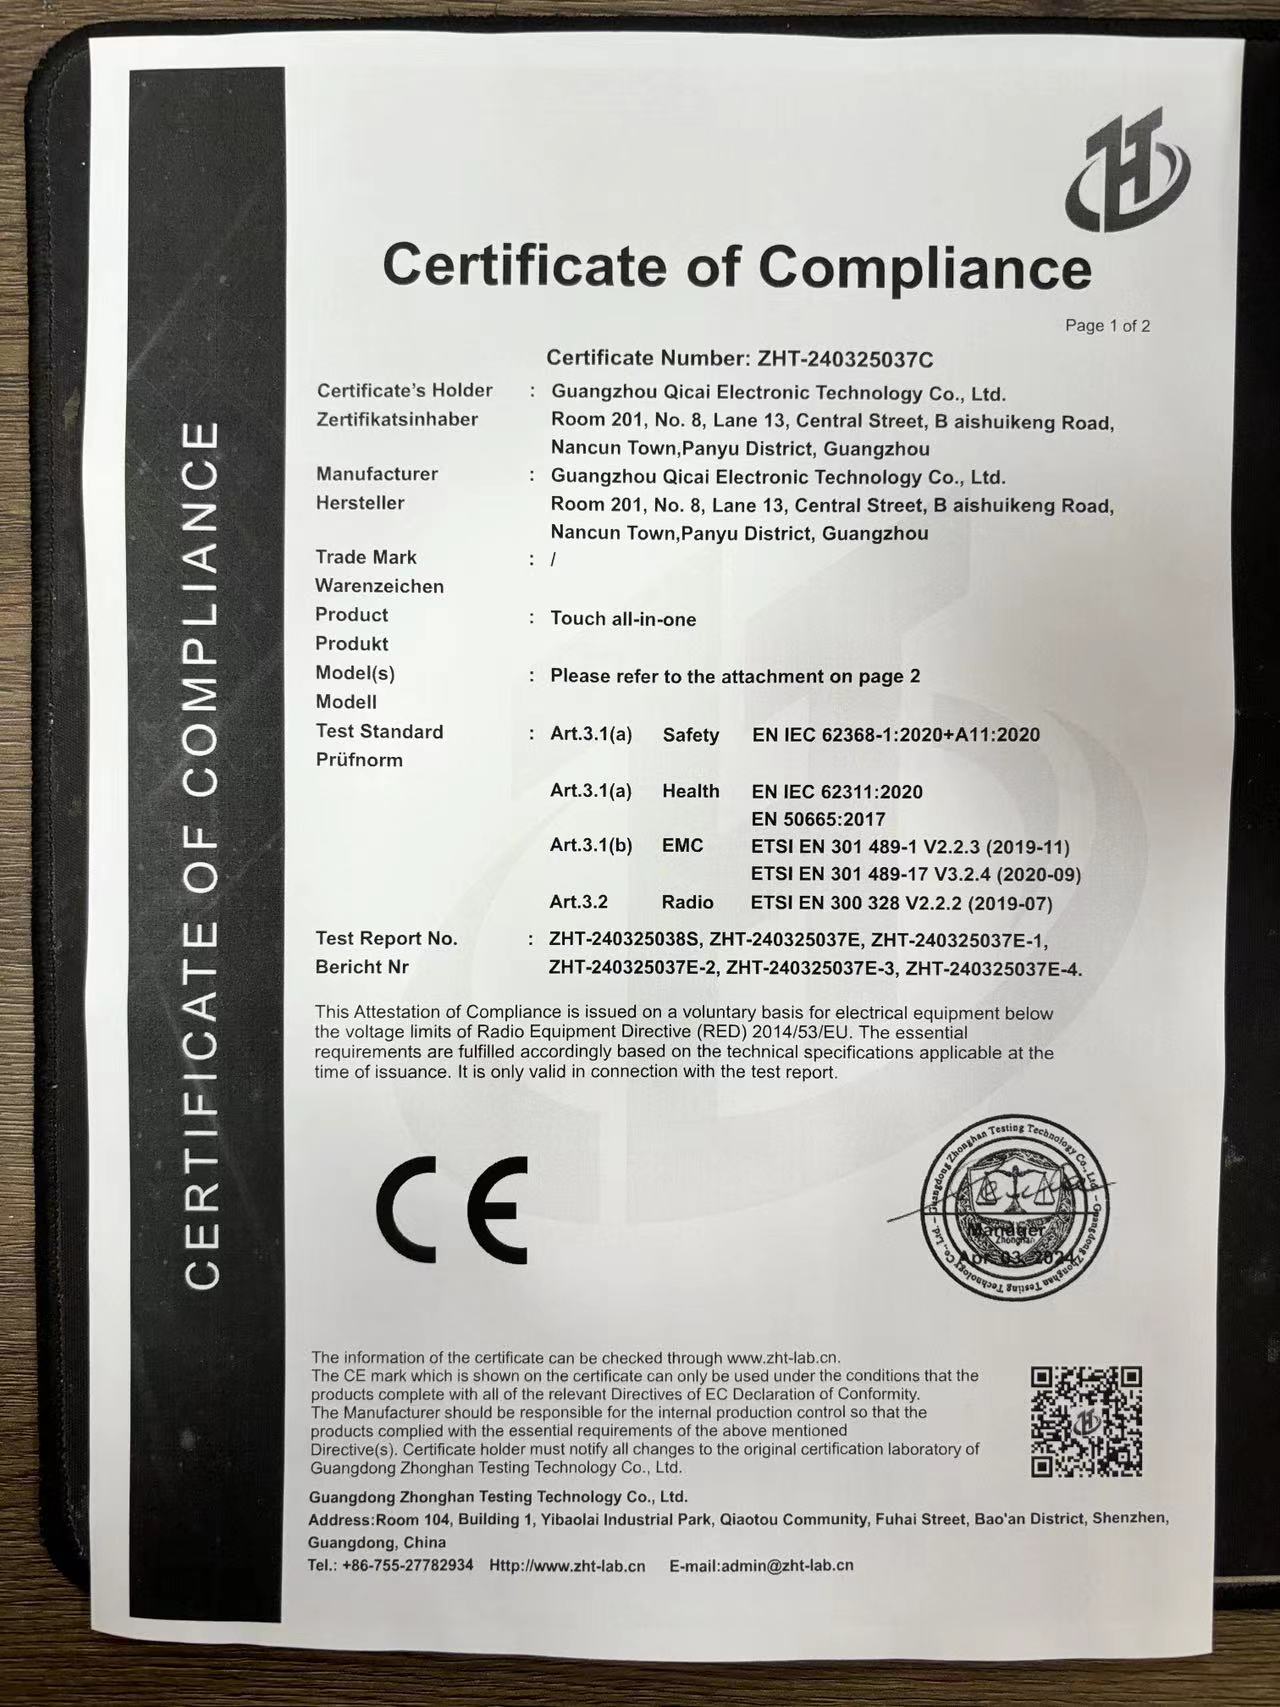 CERTIFICATE OF COMPLIANCE
Certificate of Compliance
Page 1 of 2
Certificate Number: ZHT-240325037C
Certificate's Holder : Guangzhou Qicai Electronic Technology Co., Ltd.
Zertifikatsinhaber Room 201, No. 8, Lane 13, Central Street, B aishuikeng Road,
Nancun Town,Panyu District, Guangzhou
Manufacturer : Guangzhou Qicai Electronic Technology Co., Ltd.
Hersteller Room 201, No. 8, Lane 13, Central Street, B aishuikeng Road,
Nancun Town,Panyu District, Guangzhou
Trade Mark : /
Warenzeichen
Product : Touch all-in-one
Produkt
Model(s) : Please refer to the attachment on page 2
Modell
Test Standard : Art.3.1(a) Safety EN IEC 62368-1:2020+A11:2020
Prüfnorm
Art.3.1(a) Health EN IEC 62311:2020
EN 50665:2017
Art.3.1(b) EMC ETSI EN 301 489-1 V2.2.3 (2019-11)
ETSI EN 301 489-17 V3.2.4 (2020-09)
Art.3.2 Radio ETSI EN 300 328 V2.2.2 (2019-07)
Test Report No. : ZHT-240325038S, ZHT-240325037E, ZHT-240325037E-1,
Bericht Nr ZHT-240325037E-2, ZHT-240325037E-3, ZHT-240325037E-4.
This Attestation of Compliance is issued on a voluntary basis for electrical equipment below
the voltage limits of Radio Equipment Directive (RED) 2014/53/EU. The essential
requirements are fulfilled accordingly based on the technical specifications applicable at the
time of issuance. It is only valid in connection with the test report.
CE
Guangdong Zhonghan Testing Technology Co., Ltd. – Guangdong Zhonghan Testing Technology Co., Ltd. –
Manager
Zhonghan
Apr. 03, 2024
The information of the certificate can be checked through www.zht-lab.cn.
The CE mark which is shown on the certificate can only be used under the conditions that the
products complete with all of the relevant Directives of EC Declaration of Conformity.
The Manufacturer should be responsible for the internal production control so that the
products complied with the essential requirements of the above mentioned
Directive(s). Certificate holder must notify all changes to the original certification laboratory of
Guangdong Zhonghan Testing Technology Co., Ltd.
Guangdong Zhonghan Testing Technology Co., Ltd.
Address:Room 104, Building 1, Yibaolai Industrial Park, Qiaotou Community, Fuhai Street, Bao'an District, Shenzhen,
Guangdong, China
Tel.: +86-755-27782934 Http://www.zht-lab.cn E-mail:admin@zht-lab.cn